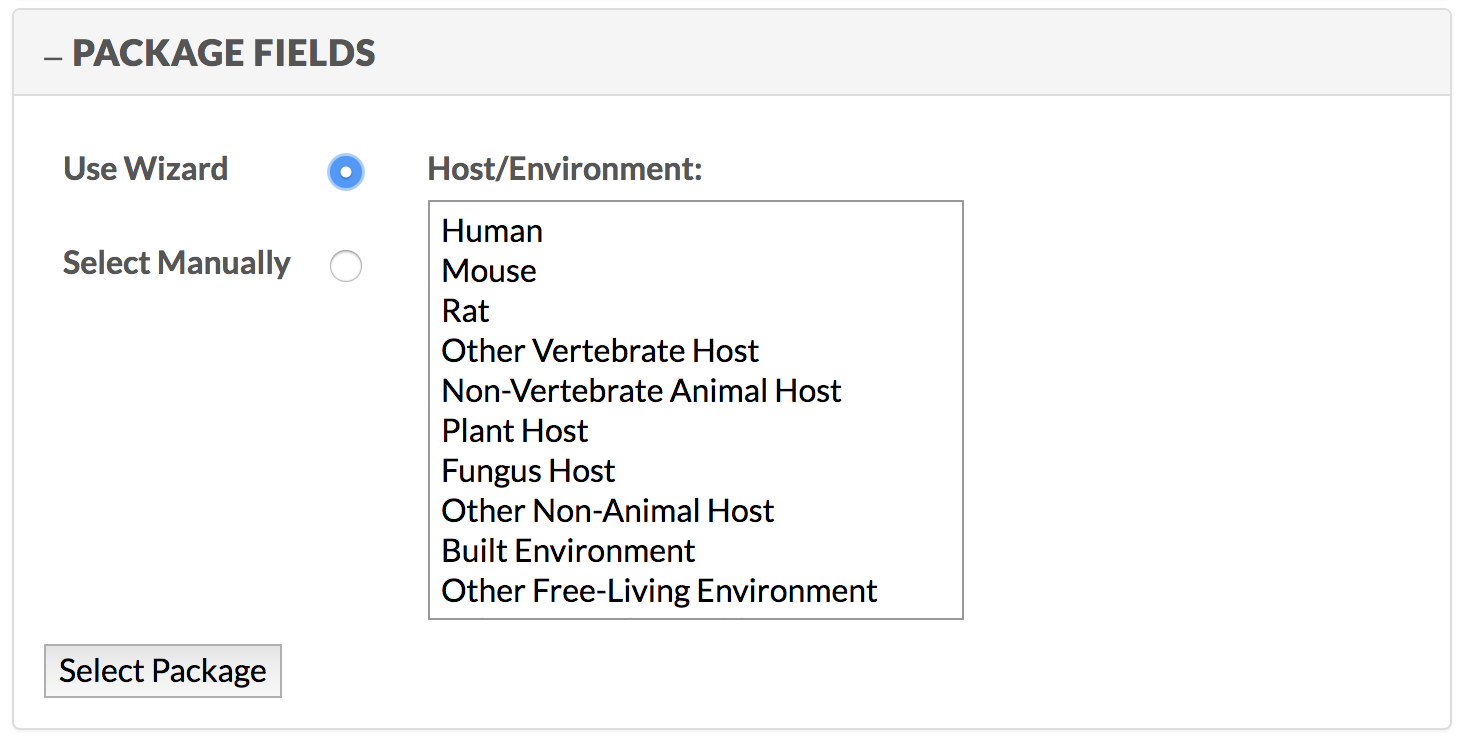 – PACKAGE FIELDS
Use Wizard
Select Manually
Host/Environment:
Human
Mouse
Rat
Other Vertebrate Host
Non-Vertebrate Animal Host
Plant Host
Fungus Host
Other Non-Animal Host
Built Environment
Other Free-Living Environment
Select Package